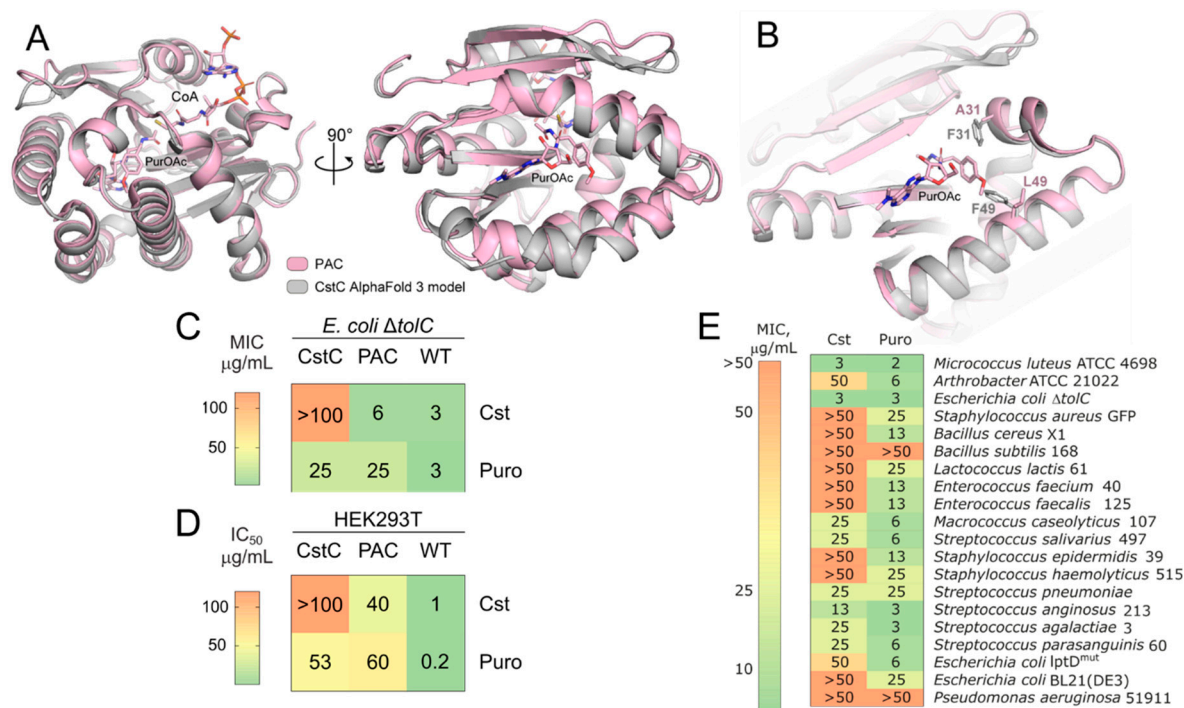 A
CoA
PurOAc
90°
PurOAc
PAC
CstC AlphaFold 3 model
B
A31
F31
PurOAc
L49
F49
C
E. coli ΔtolC
MIC
μg/mL
CstC PAC WT
100
50
>100 6 3 Cst
25 25 3 Puro
D
HEK293T
IC50
μg/mL
CstC PAC WT
100
50
>100 40 1 Cst
53 60 0.2 Puro
E
MIC,
μg/mL
Cst Puro
>50
50
25
10
3 2 Micrococcus luteus ATCC 4698
50 6 Arthrobacter ATCC 21022
3 3 Escherichia coli ΔtolC
>50 25 Staphylococcus aureus GFP
>50 13 Bacillus cereus X1
>50 >50 Bacillus subtilis 168
>50 25 Lactococcus lactis 61
>50 13 Enterococcus faecium 40
>50 13 Enterococcus faecalis 125
25 6 Macrococcus caseolyticus 107
25 6 Streptococcus salivarius 497
>50 13 Staphylococcus epidermidis 39
>50 25 Staphylococcus haemolyticus 515
25 25 Streptococcus pneumoniae
13 3 Streptococcus anginosus 213
25 3 Streptococcus agalactiae 3
25 6 Streptococcus parasanguinis 60
50 6 Escherichia coli lptDmut
>50 25 Escherichia coli BL21(DE3)
>50 >50 Pseudomonas aeruginosa 51911